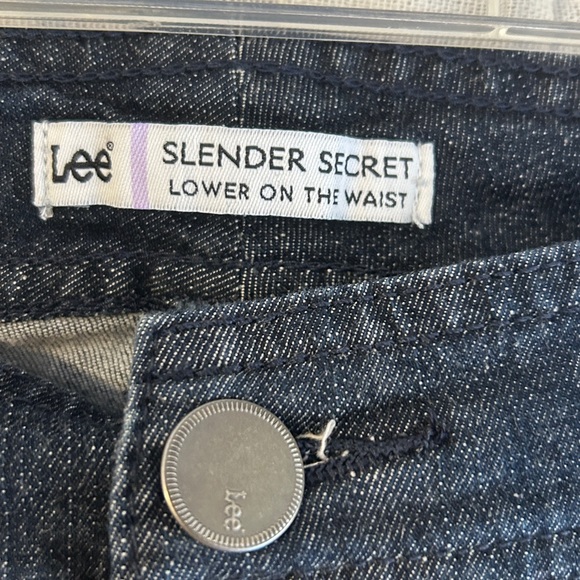 Lee® SLENDER SECRET
LOWER ON THE WAIST
Lee